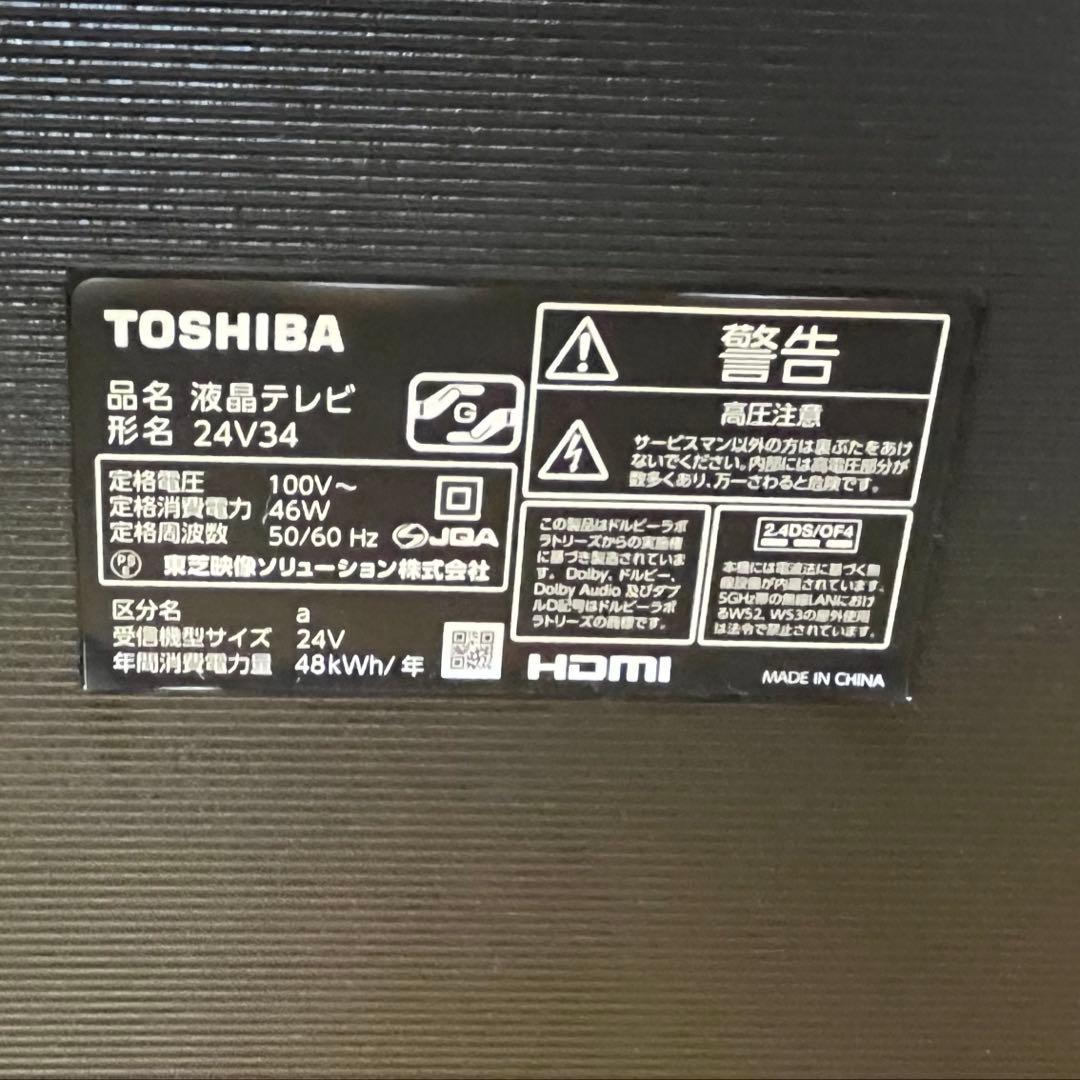 TOSHIBA
品名 液晶テレビ
形名 24V34
G
定格電圧 100V～
定格消費電力 46W
定格周波数 50/60 Hz
JQA
PS
東芝映像ソリューション株式会社
区分名 a
受信機型サイズ 24V
年間消費電力量 48kWh/年
警告
高圧注意
サービスマン以外の方は裏ぶたをあけ
ないでください。内部には高電圧部分が
数多くあり、万一さわると危険です。
この製品はドルビーラボ
ラトリーズからの実施権
に基づき製造されていま
す。Dolby、ドルビー、
Dolby Audio 及びダブ
ルD記号はドルビーラボ
ラトリーズの商標です。
2.4DS/OF4
本機には電波法に基づく無
線設備が内蔵されています。
5GHz帯の無線LANにおけ
るW52、W53の屋外使用
は法令で禁止されています。
HDMI
MADE IN CHINA